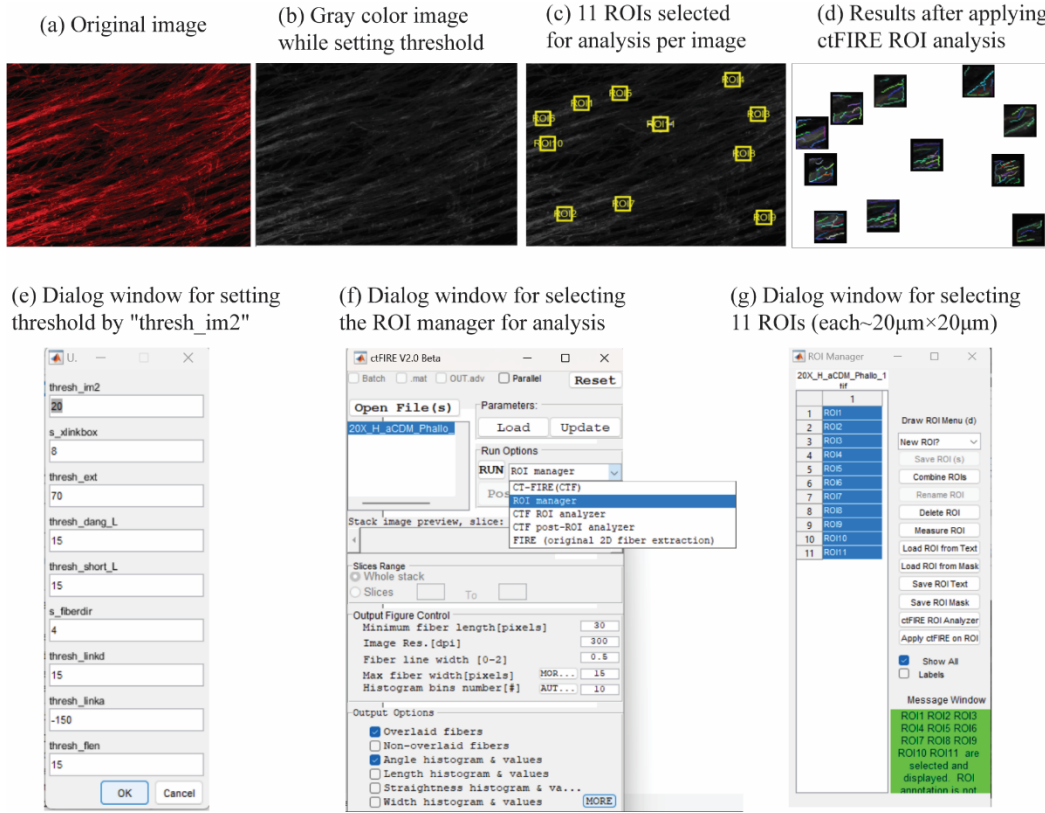 (a) Original image
(b) Gray color image
while setting threshold
(c) 11 ROIs selected
for analysis per image
(d) Results after applying
ctFIRE ROI analysis
ROI4
ROI5
ROI1
ROI6
ROI3
ROI11
ROI10
ROI8
ROI2
ROI7
ROI9
(e) Dialog window for setting
threshold by "thresh_im2"
U.
thresh_im2
20
s_xlinkbox
8
thresh_ext
70
thresh_dang_L
15
thresh_short_L
15
s_fiberdir
4
thresh_linkd
15
thresh_linka
-150
thresh_flen
15
OK Cancel
(f) Dialog window for selecting
the ROI manager for analysis
ctFIRE V2.0 Beta
Batch .mat OUT.adv Parallel Reset
Open File(s)
20X_H_aCDM_Phallo_
Parameters:
Load Update
Run Options
RUN ROI manager
Pos
CT-FIRE(CTF)
ROI manager
CTF ROI analyzer
CTF post-ROI analyzer
FIRE (original 2D fiber extraction)
Stack image preview, slice:
Slices Range
Whole stack
Slices To
Output Figure Control
Minimum fiber length[pixels] 30
Image Res.[dpi] 300
Fiber line width [0-2] 0.5
Max fiber width[pixels] MOR... 15
Histogram bins number[#] AUT... 10
Output Options
Overlaid fibers
Non-overlaid fibers
Angle histogram & values
Length histogram & values
Straightness histogram & va...
Width histogram & values MORE
(g) Dialog window for selecting
11 ROIs (each~20μm×20μm)
ROI Manager
20X_H_aCDM_Phallo_1
tif
1
1 ROI1
2 ROI2
3 ROI3
4 ROI4
5 ROI5
6 ROI6
7 ROI7
8 ROI8
9 ROI9
10 ROI10
11 ROI11
Draw ROI Menu (d)
New ROI?
Save ROI (s)
Combine ROIs
Rename ROI
Delete ROI
Measure ROI
Load ROI from Text
Load ROI from Mask
Save ROI Text
Save ROI Mask
ctFIRE ROI Analyzer
Apply ctFIRE on ROI
Show All
Labels
Message Window
ROI1 ROI2 ROI3
ROI4 ROI5 ROI6
ROI7 ROI8 ROI9
ROI10 ROI11 are
selected and
displayed. ROI
annotation is not